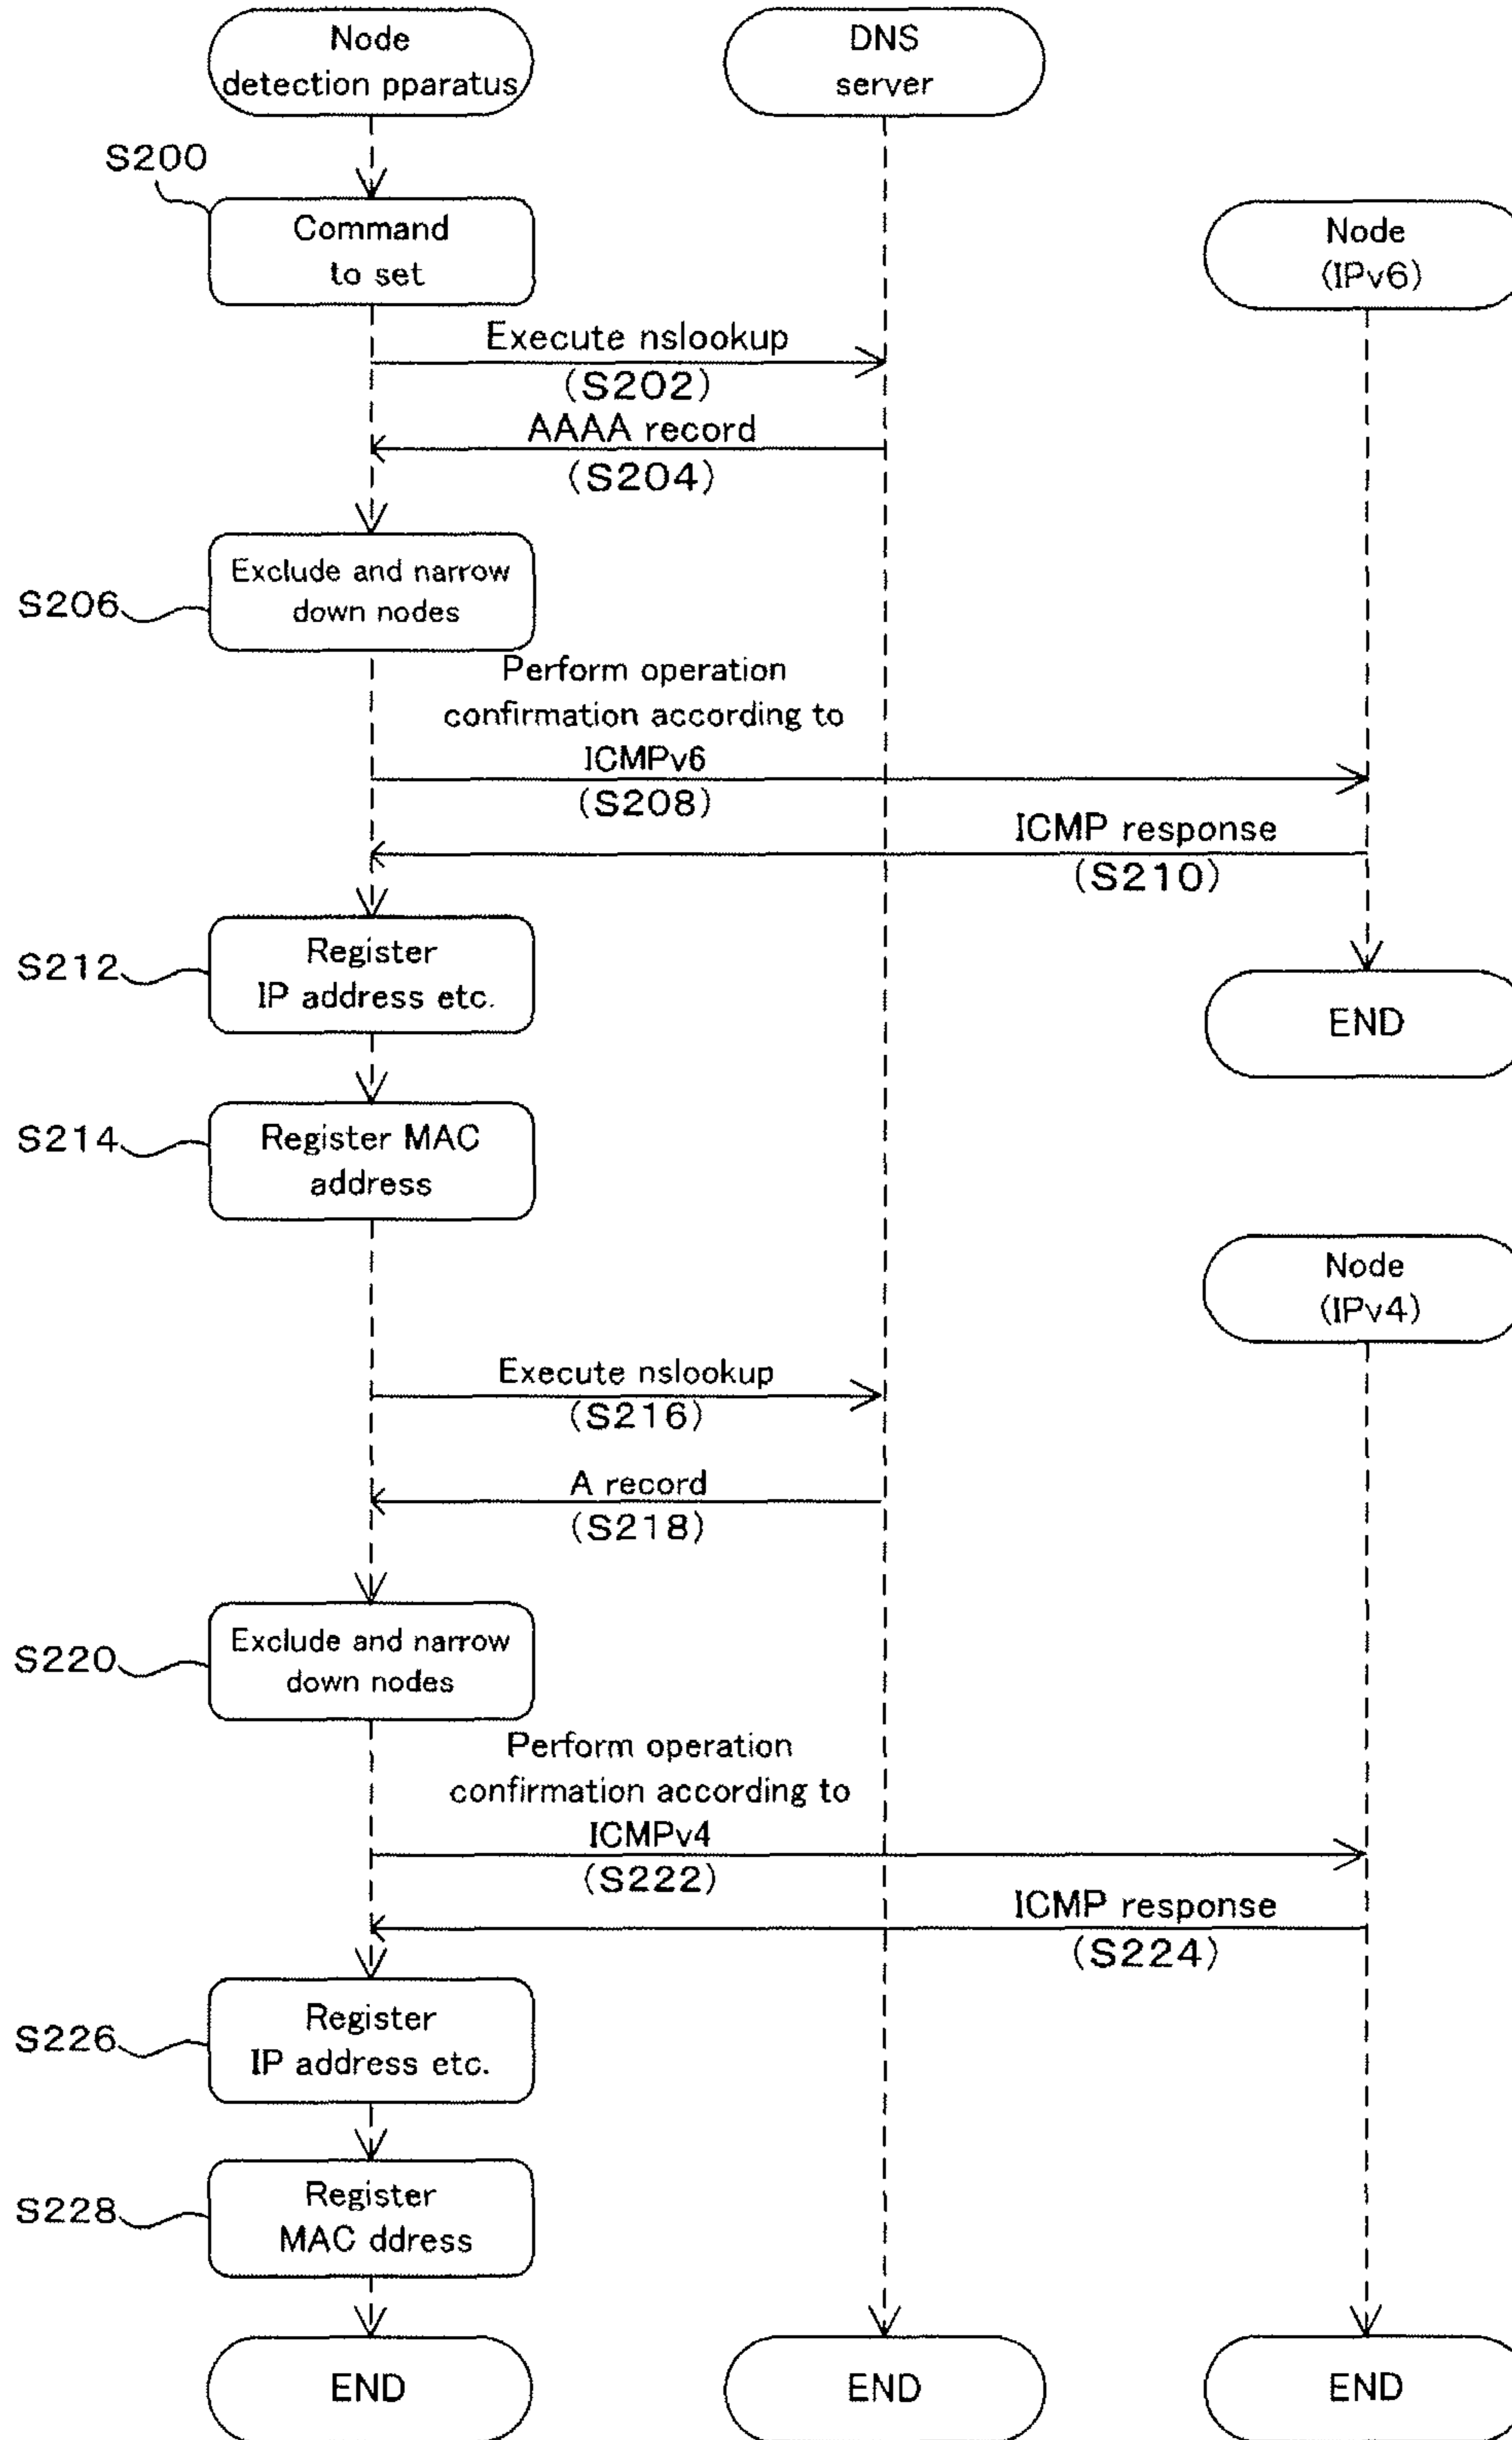 Node
detection pparatus
DNS
server
S200
Command
to set
Node
(IPv6)
Execute nslookup
(S202)
AAAA record
(S204)
Exclude and narrow
down nodes
S206
Perform operation
confirmation according to
ICMPv6
(S208)
ICMP response
(S210)
S212
Register
IP address etc.
END
S214
Register MAC
address
Node
(IPv4)
Execute nslookup
(S216)
A record
(S218)
S220
Exclude and narrow
down nodes
Perform operation
confirmation according to
ICMPv4
(S222)
ICMP response
(S224)
S226
Register
IP address etc.
S228
Register
MAC ddress
END
END
END